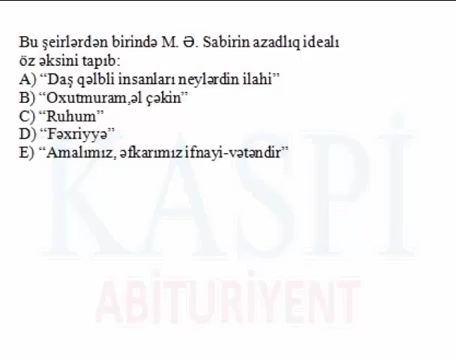 Bu şeirlərdən birində M. Ə. Sabirin azadlıq idealı
öz əksini tapıb:
A) “Daş qəlbli insanları neylərdin ilahi”
B) “Oxutmuram,əl çəkin”
C) “Ruhum”
D) “Fəxriyyə”
E) “Amalımız, əfkarımız ifnayi-vətəndir”
KASPİ
ABİTURİYENT